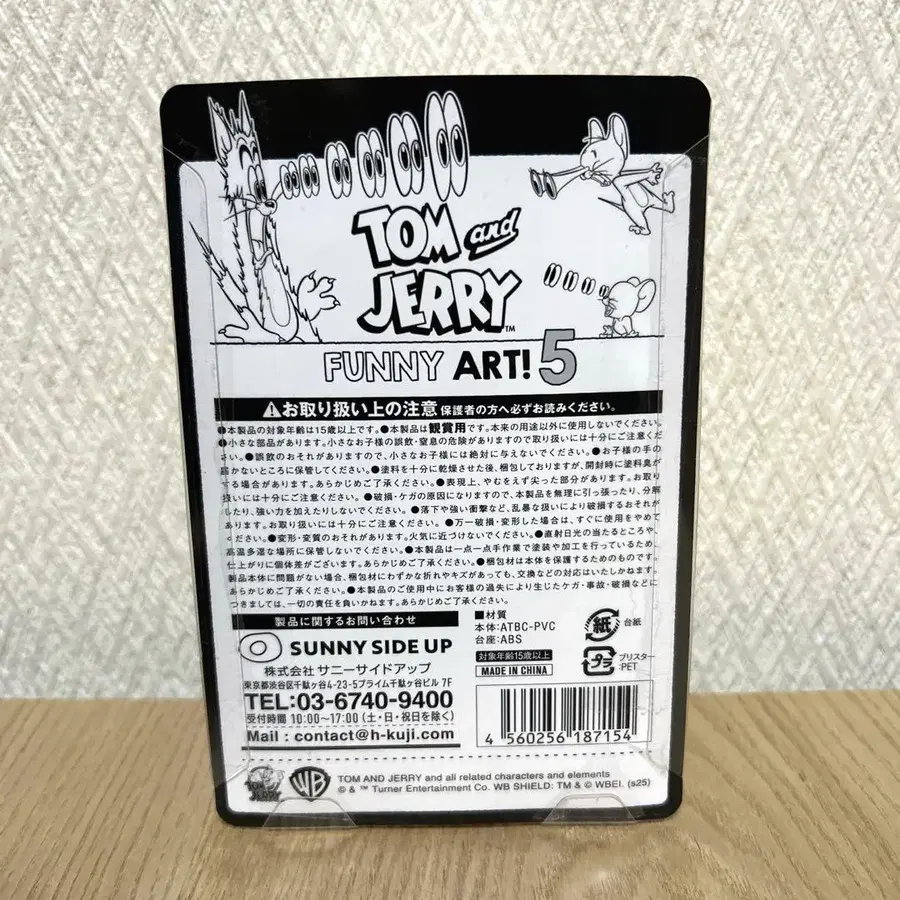 TOM and
JERRY™
FUNNY ART! 5
⚠お取り扱い上の注意 保護者の方へ必ずお読みください。
●本製品の対象年齢は15歳以上です。●本製品は観賞用です。本来の用途以外に使用しないでください。
●小さな部品があります。小さなお子様の誤飲・窒息の危険がありますので取り扱いには十分にご注意くださ
い。●誤飲のおそれがありますので、小さなお子様には絶対に与えないでください。●お子様の手の
届かないところに保管してください。●塗料を十分に乾燥させた後、梱包しておりますが、開封時に塗料臭が
する場合があります。あらかじめご了承ください。●表現上、やむをえず尖った部分があります。お取り
扱いには十分にご注意ください。●破損・ケガの原因になりますので、本製品を無理に引っ張ったり、分解
したり、強い力を加えたりしないでください。●落下や強い衝撃など、乱暴な扱いにより破損するおそれが
あります。お取り扱いには十分にご注意ください。●万一破損・変形した場合は、すぐに使用をやめて
ください。●変形・変質のおそれがあります。火気に近づけないでください。●直射日光の当たるところや、
高温多湿な場所に保管しないでください。●本製品は一点一点手作業で塗装や加工を行っているため、
仕上がりに個体差がございます。あらかじめご了承ください。●梱包材は本体を保護するためのものです。
製品本体に問題がない場合、梱包材にわずかな折れやキズがあっても、交換などの対応はいたしかねます。
あらかじめご了承ください。●本製品のご使用中にお客様の過失により生じたケガ・事故・破損などに
つきましては、一切の責任を負いかねます。あらかじめご了承ください。
製品に関するお問い合わせ
SUNNY SIDE UP
株式会社 サニーサイドアップ
東京都渋谷区千駄ヶ谷4-23-5プライム千駄ヶ谷ビル 7F
TEL:03-6740-9400
受付時間 10:00～17:00 (土・日・祝日を除く)
Mail : contact@h-kuji.com
■材質
本体:ATBC-PVC
台座:ABS
対象年齢15歳以上
MADE IN CHINA
紙 台紙
プラ ブリスター
:PET
4 560256 187154
TOM and JERRY
WB
TOM AND JERRY and all related characters and elements
© & ™ Turner Entertainment Co. WB SHIELD: TM & © WBEI. (s25)